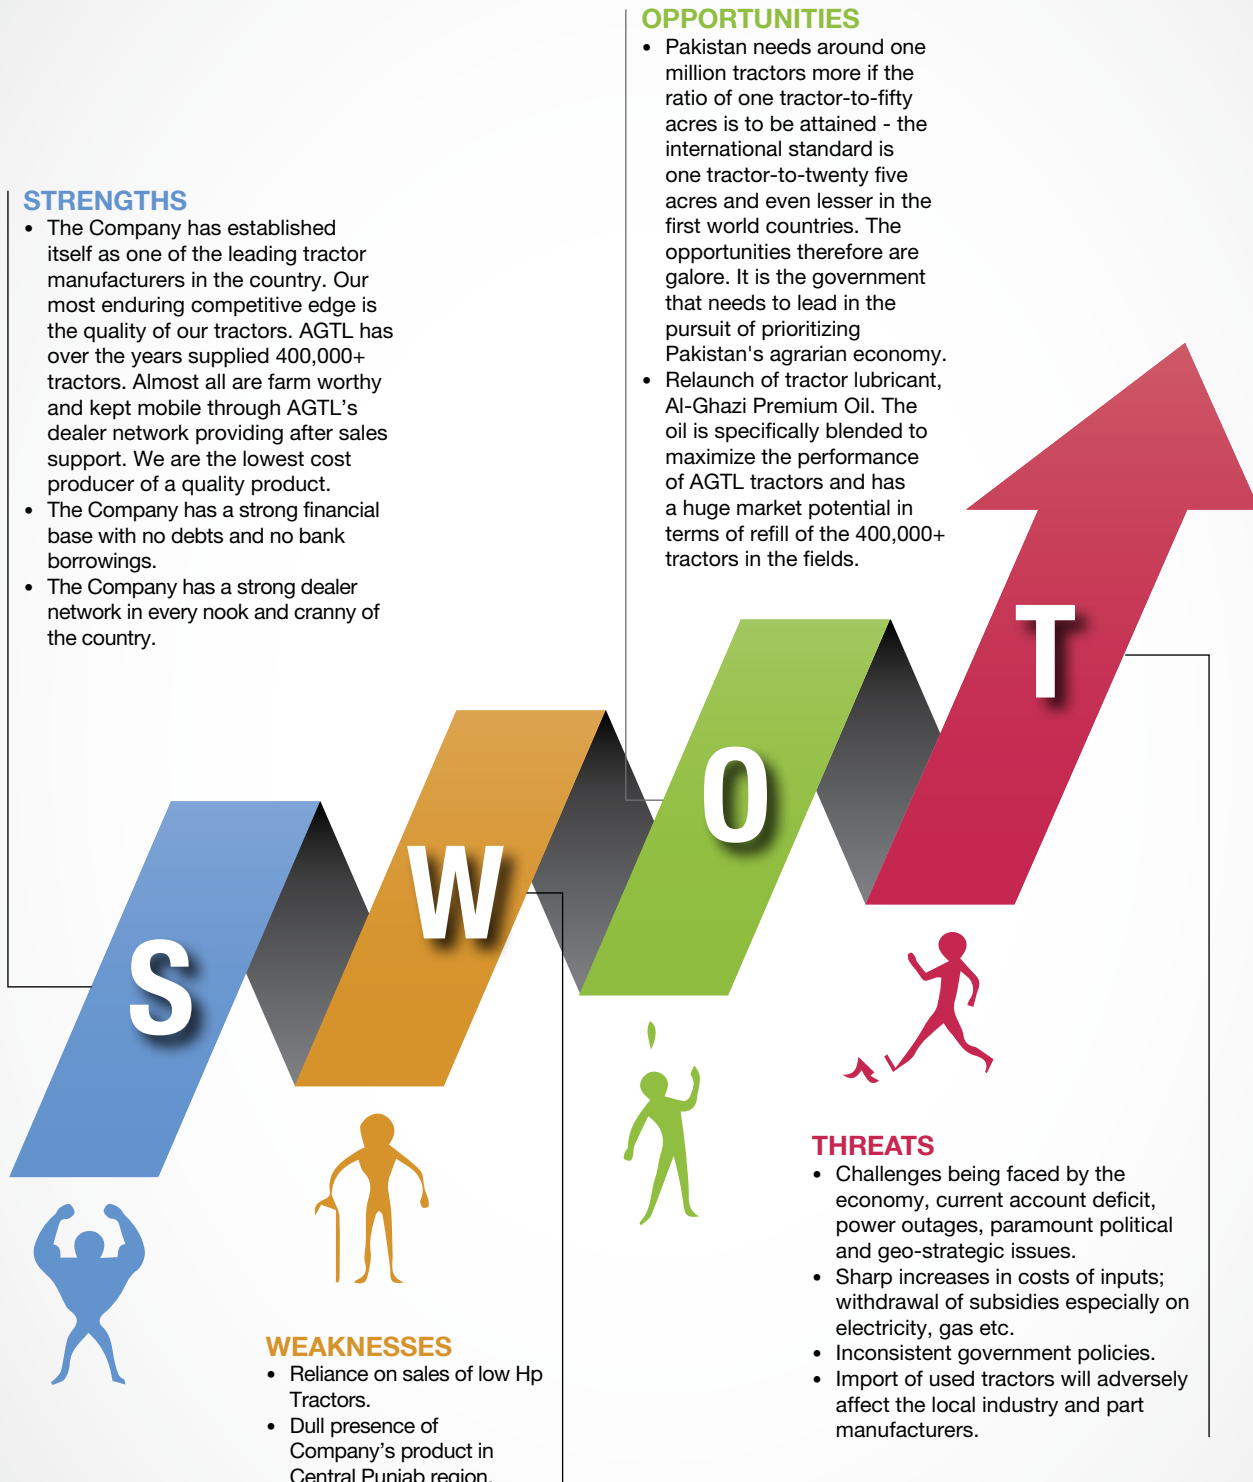 STRENGTHS
• The Company has established
itself as one of the leading tractor
manufacturers in the country. Our
most enduring competitive edge is
the quality of our tractors. AGTL has
over the years supplied 400,000+
tractors. Almost all are farm worthy
and kept mobile through AGTL's
dealer network providing after sales
support. We are the lowest cost
producer of a quality product.
• The Company has a strong financial
base with no debts and no bank
borrowings.
• The Company has a strong dealer
network in every nook and cranny of
the country.
OPPORTUNITIES
• Pakistan needs around one
million tractors more if the
ratio of one tractor-to-fifty
acres is to be attained - the
international standard is
one tractor-to-twenty five
acres and even lesser in the
first world countries. The
opportunities therefore are
galore. It is the government
that needs to lead in the
pursuit of prioritizing
Pakistan's agrarian economy.
• Relaunch of tractor lubricant,
Al-Ghazi Premium Oil. The
oil is specifically blended to
maximize the performance
of AGTL tractors and has
a huge market potential in
terms of refill of the 400,000+
tractors in the fields.
S
W
O
T
WEAKNESSES
• Reliance on sales of low Hp
Tractors.
• Dull presence of
Company's product in
Central Punjab region.
THREATS
• Challenges being faced by the
economy, current account deficit,
power outages, paramount political
and geo-strategic issues.
• Sharp increases in costs of inputs;
withdrawal of subsidies especially on
electricity, gas etc.
• Inconsistent government policies.
• Import of used tractors will adversely
affect the local industry and part
manufacturers.